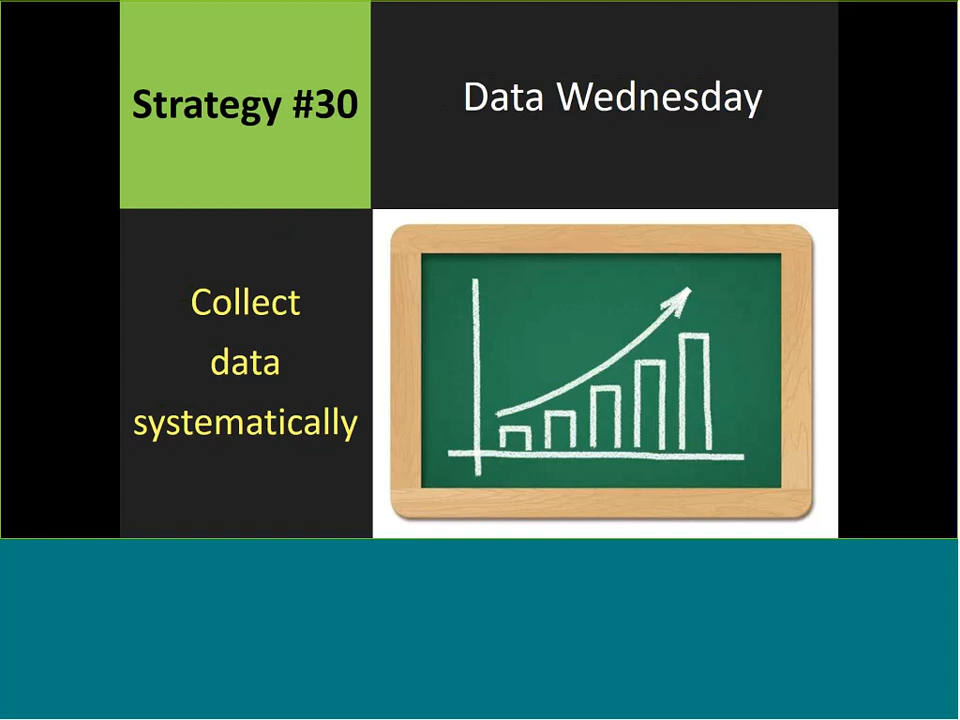 Strategy #30
Data Wednesday
Collect
data
systematically